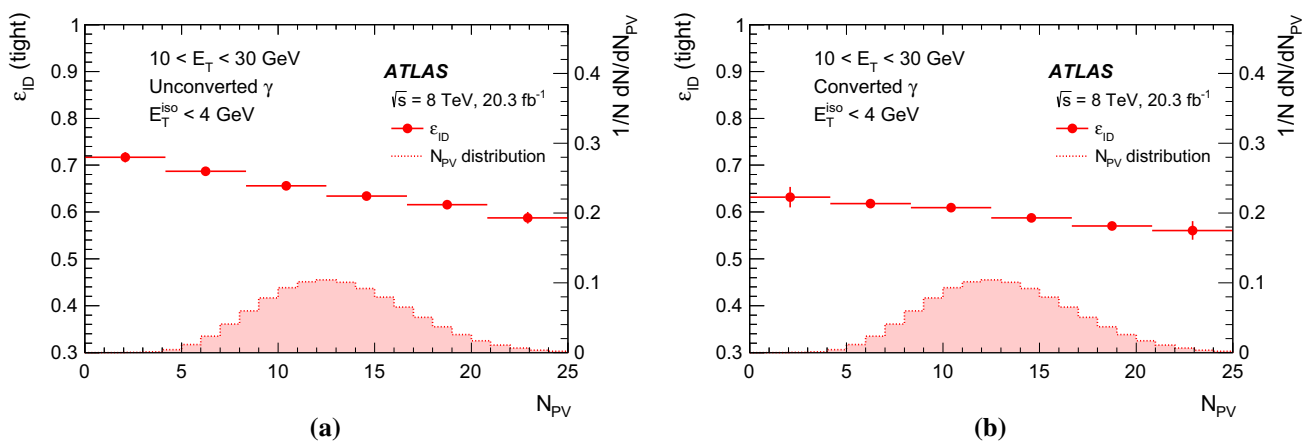 ε_ID (tight)
1
0.9
0.8
0.7
0.6
0.5
0.4
0.3
10 < E_T < 30 GeV
Unconverted γ
E_T^iso < 4 GeV
ATLAS
√s = 8 TeV, 20.3 fb⁻¹
ε_ID
N_PV distribution
1/N dN/dN_PV
0.4
0.3
0.2
0.1
0
0 5 10 15 20 25
N_PV
(a)
ε_ID (tight)
1
0.9
0.8
0.7
0.6
0.5
0.4
0.3
10 < E_T < 30 GeV
Converted γ
E_T^iso < 4 GeV
ATLAS
√s = 8 TeV, 20.3 fb⁻¹
ε_ID
N_PV distribution
1/N dN/dN_PV
0.4
0.3
0.2
0.1
0
0 5 10 15 20 25
N_PV
(b)